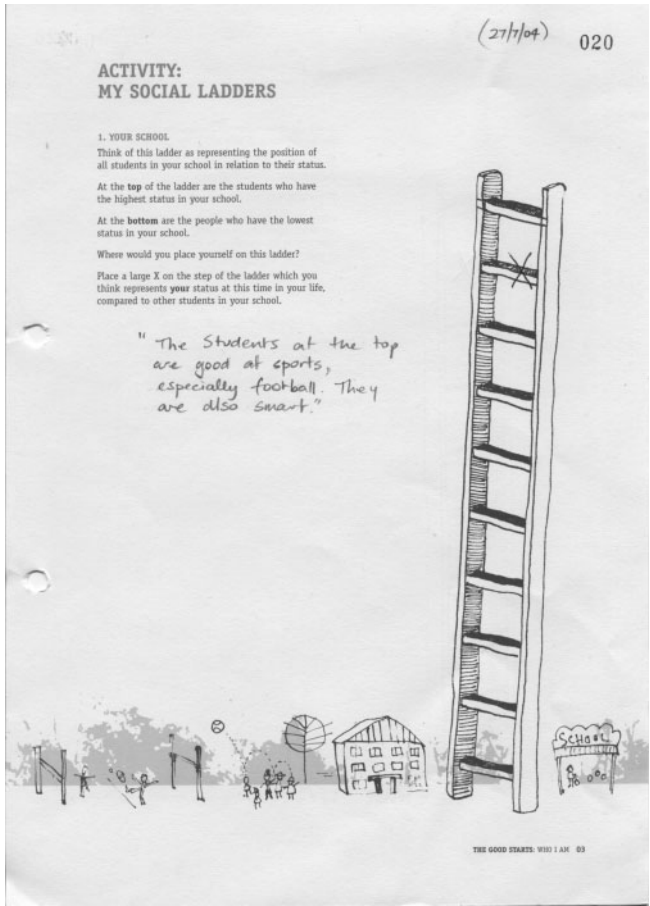 (27/7/04)
020
ACTIVITY:
MY SOCIAL LADDERS
1. YOUR SCHOOL
Think of this ladder as representing the position of
all students in your school in relation to their status.
At the top of the ladder are the students who have
the highest status in your school.
At the bottom are the people who have the lowest
status in your school.
Where would you place yourself on this ladder?
Place a large X on the step of the ladder which you
think represents your status at this time in your life,
compared to other students in your school.
" The Students at the top
are good at sports,
especially football. They
are also smart."
SCHOOL
THE GOOD STARTS: WHO I AM 03